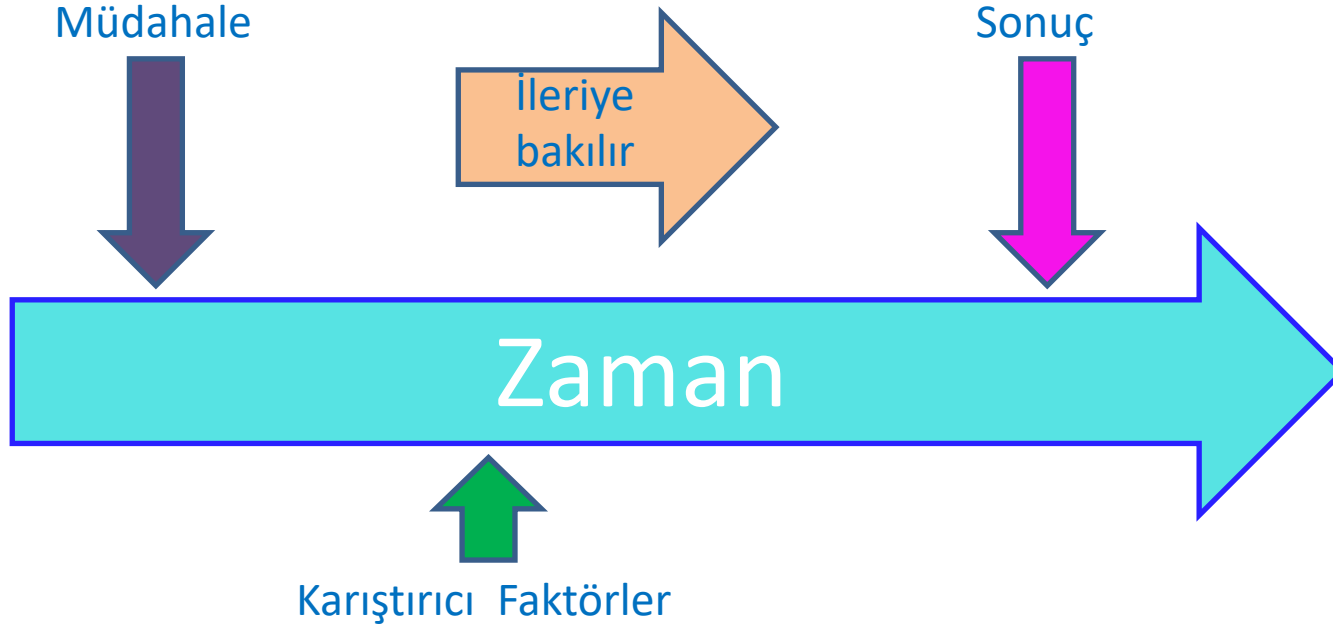 Müdahale
Sonuç
İleriye
bakılır
Zaman
Karıştırıcı Faktörler